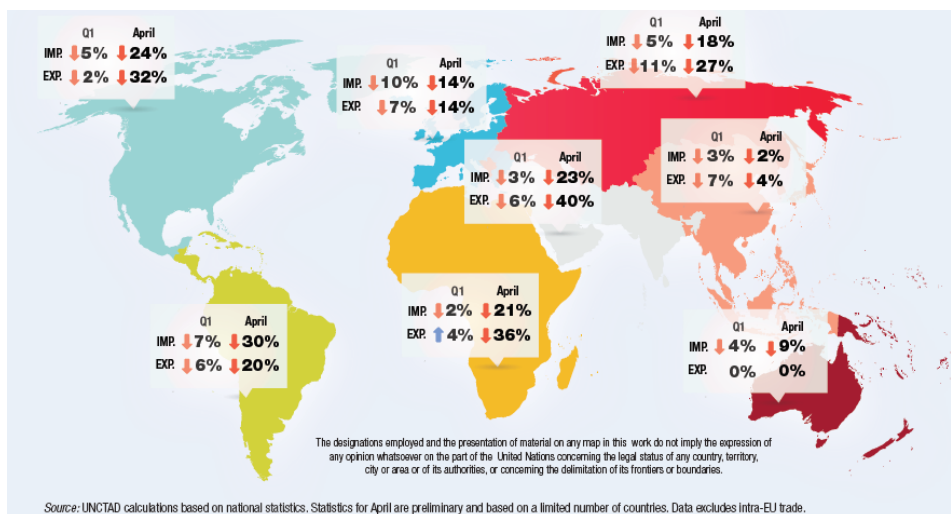 Q1 April
IMP. ↓5% ↓24%
EXP. ↓2% ↓32%
IMP. ↓10% ↓14%
EXP. ↓7% ↓14%
IMP. ↓5% ↓18%
EXP. ↓11% ↓27%
Q1 April
IMP. ↓3% ↓23%
EXP. ↓6% ↓40%
Q1 April
IMP. ↓3% ↓2%
EXP. ↓7% ↓4%
Q1 April
IMP. ↓7% ↓30%
EXP. ↓6% ↓20%
Q1 April
IMP. ↓2% ↓21%
EXP. ↑4% ↓36%
Q1 April
IMP. ↓4% ↓9%
EXP. 0% 0%
The designations employed and the presentation of material on any map in this work do not imply the expression of
any opinion whatsoever on the part of the United Nations concerning the legal status of any country, territory,
city or area or of its authorities, or concerning the delimitation of its frontiers or boundaries.
Source: UNCTAD calculations based on national statistics. Statistics for April are preliminary and based on a limited number of countries. Data excludes intra-EU trade.